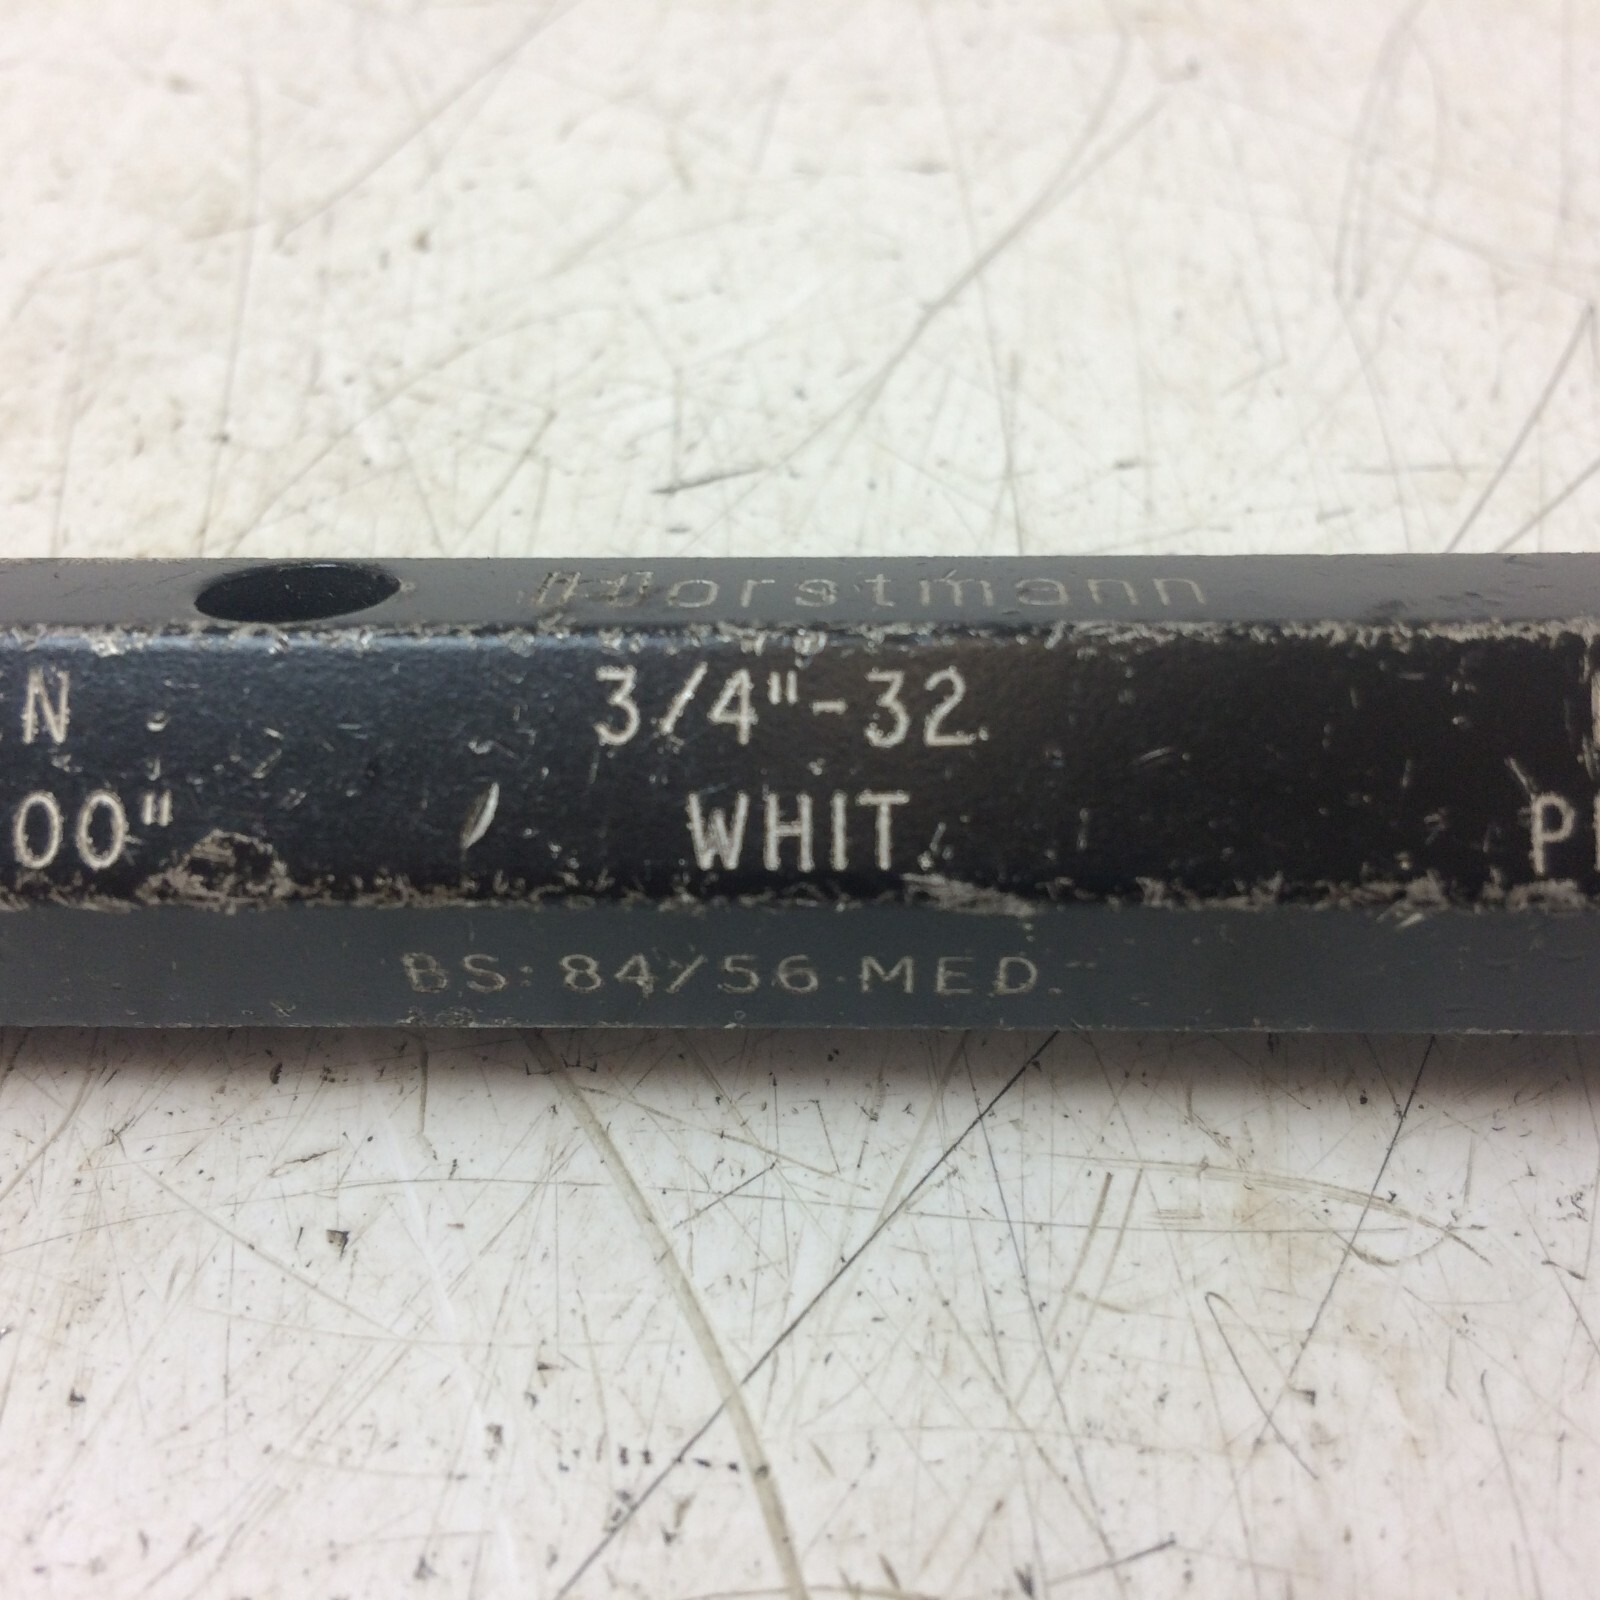 Horstmann
N
3/4"-32
00"
WHIT.
P
BS: 84/56 MED.